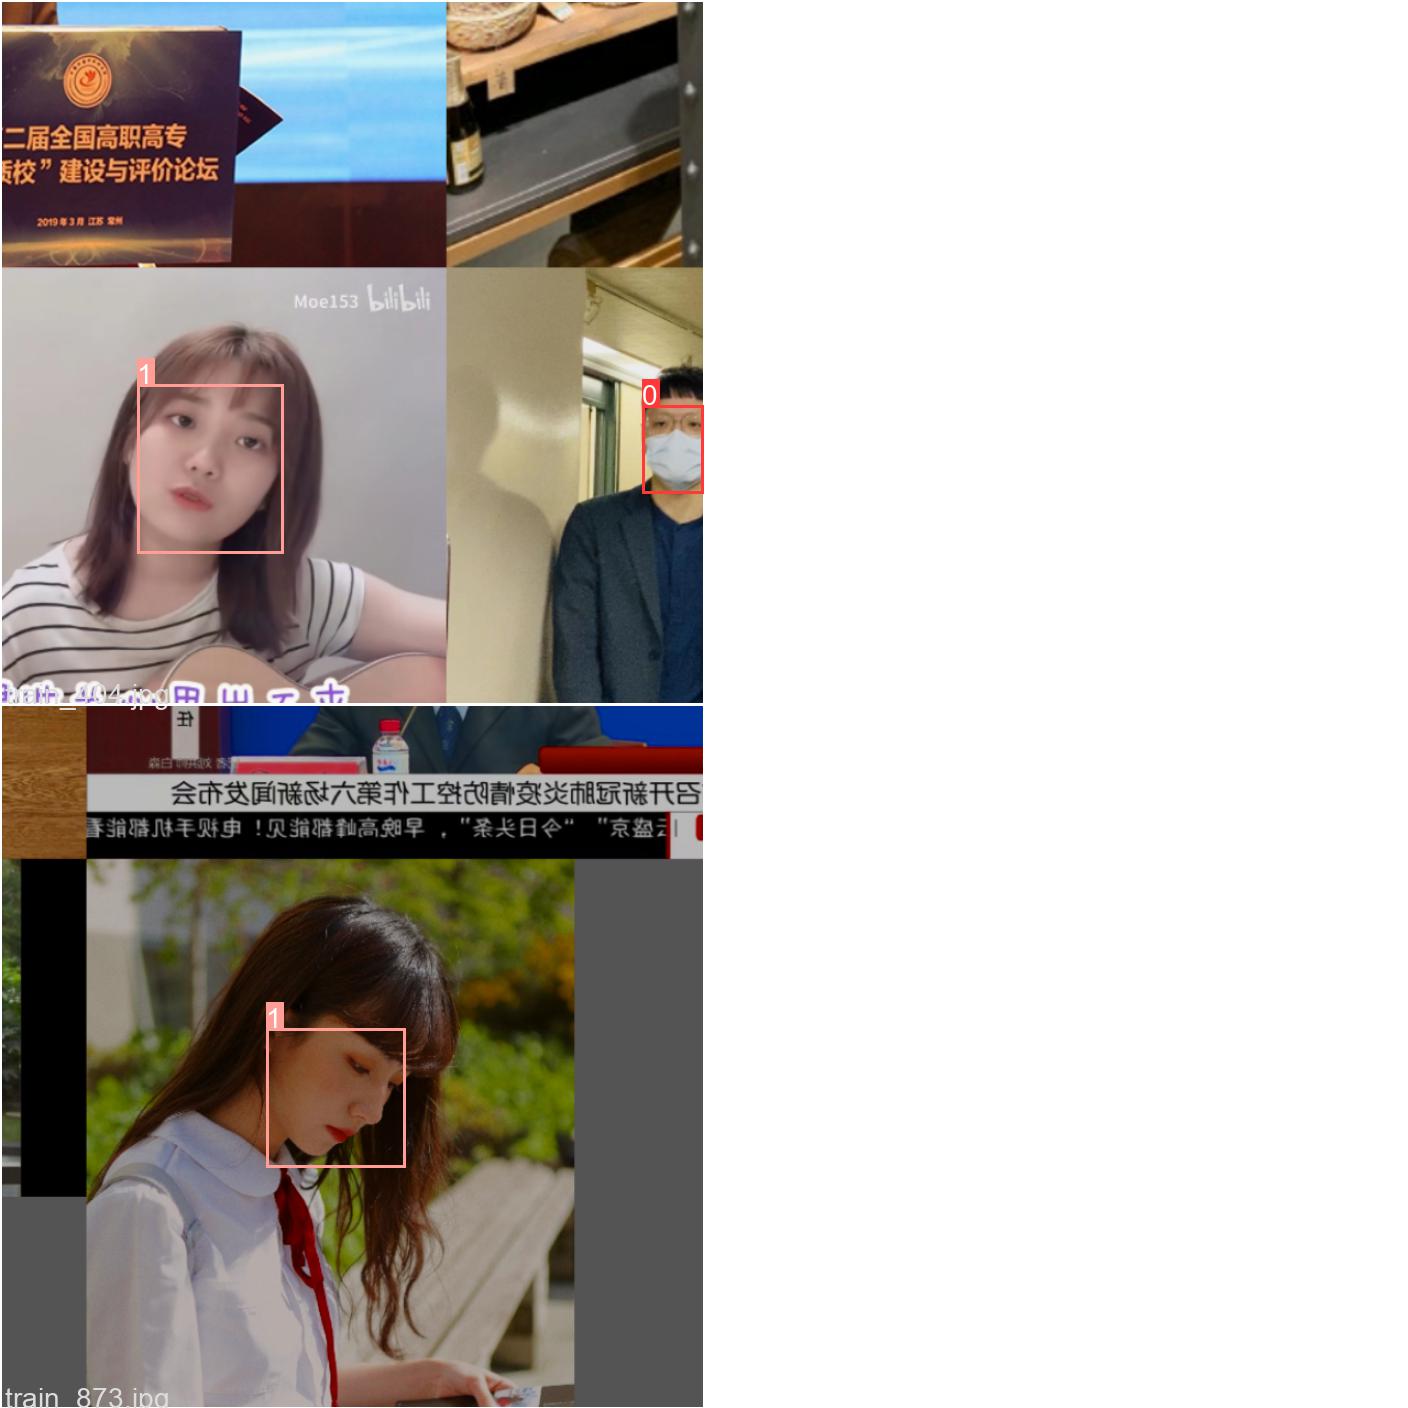 二届全国高职高专
质校”建设与评价论坛
2019年3月 江苏 常州
Moe153 bilibili
1
0
train_404.jpg
任
召开新冠肺炎疫情防控工作第六场新闻发布会
云盛京” “今日头条”，早晚高峰都能见！电视手机都能看
1
train_873.jpg